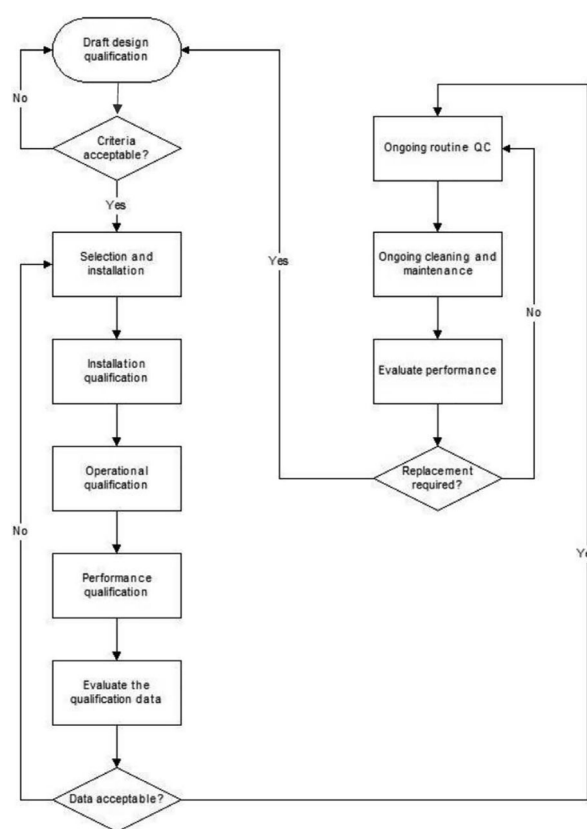 Draft design
qualification
No
Criteria
acceptable?
Yes
Selection and
installation
Installation
qualification
Operational
qualification
No
Performance
qualification
Evaluate the
qualification data
Data acceptable?
Yes
Ongoing routine QC
Ongoing cleaning and
maintenance
No
Evaluate performance
Replacement
required?
Ye